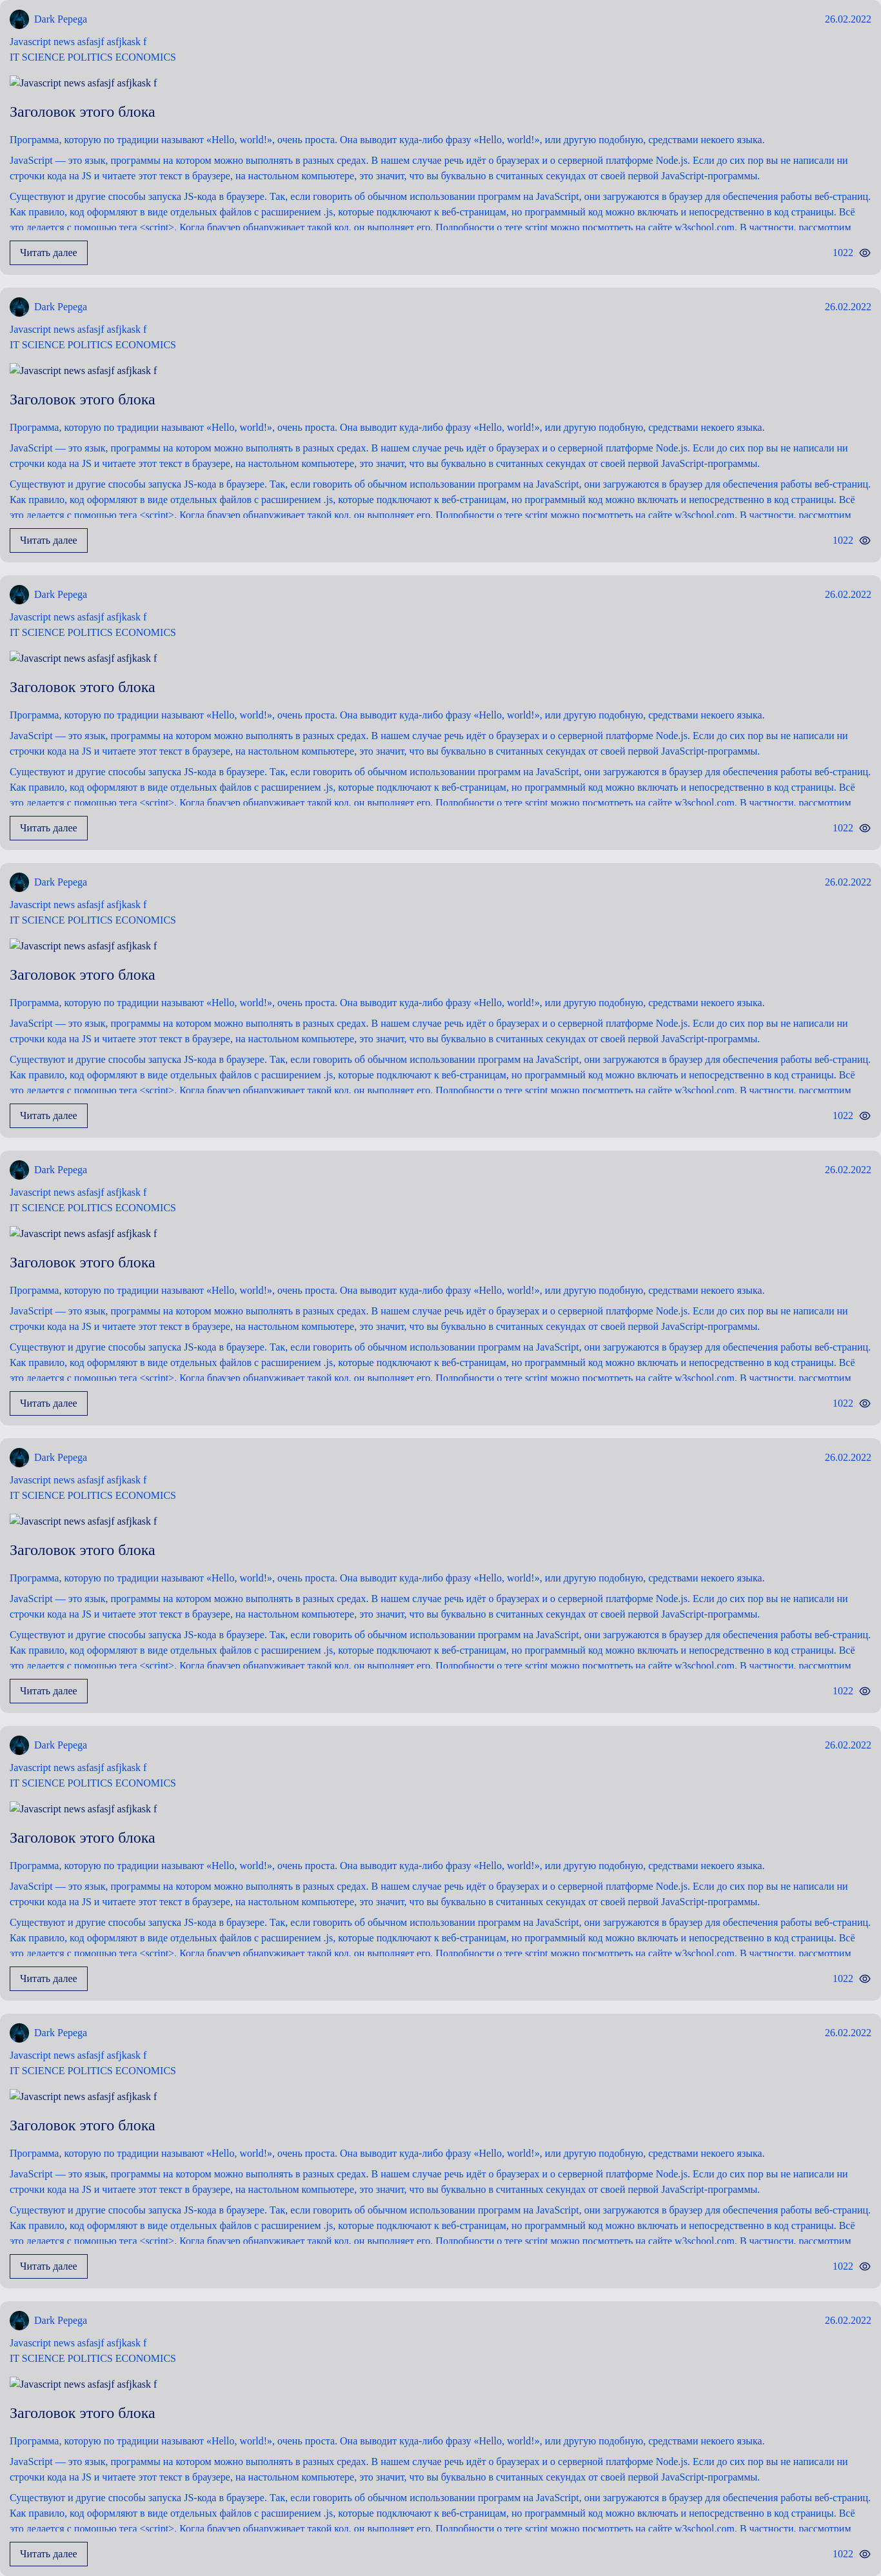 Dark Pepega 26.02.2022
Javascript news asfasjf asfjkask f
IT SCIENCE POLITICS ECONOMICS
Javascript news asfasjf asfjkask f
Заголовок этого блока
Программа, которую по традиции называют «Hello, world!», очень проста. Она выводит куда-либо фразу «Hello, world!», или другую подобную, средствами некоего языка.
JavaScript — это язык, программы на котором можно выполнять в разных средах. В нашем случае речь идёт о браузерах и о серверной платформе Node.js. Если до сих пор вы не написали ни
строчки кода на JS и читаете этот текст в браузере, на настольном компьютере, это значит, что вы буквально в считанных секундах от своей первой JavaScript-программы.
Существуют и другие способы запуска JS-кода в браузере. Так, если говорить об обычном использовании программ на JavaScript, они загружаются в браузер для обеспечения работы веб-страниц.
Как правило, код оформляют в виде отдельных файлов с расширением .js, которые подключают к веб-страницам, но программный код можно включать и непосредственно в код страницы. Всё
это делается с помощью тега <script>. Когда браузер обнаруживает такой код, он выполняет его. Подробности о теге script можно посмотреть на сайте w3school.com. В частности, рассмотрим
Читать далее 1022
Dark Pepega 26.02.2022
Javascript news asfasjf asfjkask f
IT SCIENCE POLITICS ECONOMICS
Javascript news asfasjf asfjkask f
Заголовок этого блока
Программа, которую по традиции называют «Hello, world!», очень проста. Она выводит куда-либо фразу «Hello, world!», или другую подобную, средствами некоего языка.
JavaScript — это язык, программы на котором можно выполнять в разных средах. В нашем случае речь идёт о браузерах и о серверной платформе Node.js. Если до сих пор вы не написали ни
строчки кода на JS и читаете этот текст в браузере, на настольном компьютере, это значит, что вы буквально в считанных секундах от своей первой JavaScript-программы.
Существуют и другие способы запуска JS-кода в браузере. Так, если говорить об обычном использовании программ на JavaScript, они загружаются в браузер для обеспечения работы веб-страниц.
Как правило, код оформляют в виде отдельных файлов с расширением .js, которые подключают к веб-страницам, но программный код можно включать и непосредственно в код страницы. Всё
это делается с помощью тега <script>. Когда браузер обнаруживает такой код, он выполняет его. Подробности о теге script можно посмотреть на сайте w3school.com. В частности, рассмотрим
Читать далее 1022
Dark Pepega 26.02.2022
Javascript news asfasjf asfjkask f
IT SCIENCE POLITICS ECONOMICS
Javascript news asfasjf asfjkask f
Заголовок этого блока
Программа, которую по традиции называют «Hello, world!», очень проста. Она выводит куда-либо фразу «Hello, world!», или другую подобную, средствами некоего языка.
JavaScript — это язык, программы на котором можно выполнять в разных средах. В нашем случае речь идёт о браузерах и о серверной платформе Node.js. Если до сих пор вы не написали ни
строчки кода на JS и читаете этот текст в браузере, на настольном компьютере, это значит, что вы буквально в считанных секундах от своей первой JavaScript-программы.
Существуют и другие способы запуска JS-кода в браузере. Так, если говорить об обычном использовании программ на JavaScript, они загружаются в браузер для обеспечения работы веб-страниц.
Как правило, код оформляют в виде отдельных файлов с расширением .js, которые подключают к веб-страницам, но программный код можно включать и непосредственно в код страницы. Всё
это делается с помощью тега <script>. Когда браузер обнаруживает такой код, он выполняет его. Подробности о теге script можно посмотреть на сайте w3school.com. В частности, рассмотрим
Читать далее 1022
Dark Pepega 26.02.2022
Javascript news asfasjf asfjkask f
IT SCIENCE POLITICS ECONOMICS
Javascript news asfasjf asfjkask f
Заголовок этого блока
Программа, которую по традиции называют «Hello, world!», очень проста. Она выводит куда-либо фразу «Hello, world!», или другую подобную, средствами некоего языка.
JavaScript — это язык, программы на котором можно выполнять в разных средах. В нашем случае речь идёт о браузерах и о серверной платформе Node.js. Если до сих пор вы не написали ни
строчки кода на JS и читаете этот текст в браузере, на настольном компьютере, это значит, что вы буквально в считанных секундах от своей первой JavaScript-программы.
Существуют и другие способы запуска JS-кода в браузере. Так, если говорить об обычном использовании программ на JavaScript, они загружаются в браузер для обеспечения работы веб-страниц.
Как правило, код оформляют в виде отдельных файлов с расширением .js, которые подключают к веб-страницам, но программный код можно включать и непосредственно в код страницы. Всё
это делается с помощью тега <script>. Когда браузер обнаруживает такой код, он выполняет его. Подробности о теге script можно посмотреть на сайте w3school.com. В частности, рассмотрим
Читать далее 1022
Dark Pepega 26.02.2022
Javascript news asfasjf asfjkask f
IT SCIENCE POLITICS ECONOMICS
Javascript news asfasjf asfjkask f
Заголовок этого блока
Программа, которую по традиции называют «Hello, world!», очень проста. Она выводит куда-либо фразу «Hello, world!», или другую подобную, средствами некоего языка.
JavaScript — это язык, программы на котором можно выполнять в разных средах. В нашем случае речь идёт о браузерах и о серверной платформе Node.js. Если до сих пор вы не написали ни
строчки кода на JS и читаете этот текст в браузере, на настольном компьютере, это значит, что вы буквально в считанных секундах от своей первой JavaScript-программы.
Существуют и другие способы запуска JS-кода в браузере. Так, если говорить об обычном использовании программ на JavaScript, они загружаются в браузер для обеспечения работы веб-страниц.
Как правило, код оформляют в виде отдельных файлов с расширением .js, которые подключают к веб-страницам, но программный код можно включать и непосредственно в код страницы. Всё
это делается с помощью тега <script>. Когда браузер обнаруживает такой код, он выполняет его. Подробности о теге script можно посмотреть на сайте w3school.com. В частности, рассмотрим
Читать далее 1022
Dark Pepega 26.02.2022
Javascript news asfasjf asfjkask f
IT SCIENCE POLITICS ECONOMICS
Javascript news asfasjf asfjkask f
Заголовок этого блока
Программа, которую по традиции называют «Hello, world!», очень проста. Она выводит куда-либо фразу «Hello, world!», или другую подобную, средствами некоего языка.
JavaScript — это язык, программы на котором можно выполнять в разных средах. В нашем случае речь идёт о браузерах и о серверной платформе Node.js. Если до сих пор вы не написали ни
строчки кода на JS и читаете этот текст в браузере, на настольном компьютере, это значит, что вы буквально в считанных секундах от своей первой JavaScript-программы.
Существуют и другие способы запуска JS-кода в браузере. Так, если говорить об обычном использовании программ на JavaScript, они загружаются в браузер для обеспечения работы веб-страниц.
Как правило, код оформляют в виде отдельных файлов с расширением .js, которые подключают к веб-страницам, но программный код можно включать и непосредственно в код страницы. Всё
это делается с помощью тега <script>. Когда браузер обнаруживает такой код, он выполняет его. Подробности о теге script можно посмотреть на сайте w3school.com. В частности, рассмотрим
Читать далее 1022
Dark Pepega 26.02.2022
Javascript news asfasjf asfjkask f
IT SCIENCE POLITICS ECONOMICS
Javascript news asfasjf asfjkask f
Заголовок этого блока
Программа, которую по традиции называют «Hello, world!», очень проста. Она выводит куда-либо фразу «Hello, world!», или другую подобную, средствами некоего языка.
JavaScript — это язык, программы на котором можно выполнять в разных средах. В нашем случае речь идёт о браузерах и о серверной платформе Node.js. Если до сих пор вы не написали ни
строчки кода на JS и читаете этот текст в браузере, на настольном компьютере, это значит, что вы буквально в считанных секундах от своей первой JavaScript-программы.
Существуют и другие способы запуска JS-кода в браузере. Так, если говорить об обычном использовании программ на JavaScript, они загружаются в браузер для обеспечения работы веб-страниц.
Как правило, код оформляют в виде отдельных файлов с расширением .js, которые подключают к веб-страницам, но программный код можно включать и непосредственно в код страницы. Всё
это делается с помощью тега <script>. Когда браузер обнаруживает такой код, он выполняет его. Подробности о теге script можно посмотреть на сайте w3school.com. В частности, рассмотрим
Читать далее 1022
Dark Pepega 26.02.2022
Javascript news asfasjf asfjkask f
IT SCIENCE POLITICS ECONOMICS
Javascript news asfasjf asfjkask f
Заголовок этого блока
Программа, которую по традиции называют «Hello, world!», очень проста. Она выводит куда-либо фразу «Hello, world!», или другую подобную, средствами некоего языка.
JavaScript — это язык, программы на котором можно выполнять в разных средах. В нашем случае речь идёт о браузерах и о серверной платформе Node.js. Если до сих пор вы не написали ни
строчки кода на JS и читаете этот текст в браузере, на настольном компьютере, это значит, что вы буквально в считанных секундах от своей первой JavaScript-программы.
Существуют и другие способы запуска JS-кода в браузере. Так, если говорить об обычном использовании программ на JavaScript, они загружаются в браузер для обеспечения работы веб-страниц.
Как правило, код оформляют в виде отдельных файлов с расширением .js, которые подключают к веб-страницам, но программный код можно включать и непосредственно в код страницы. Всё
это делается с помощью тега <script>. Когда браузер обнаруживает такой код, он выполняет его. Подробности о теге script можно посмотреть на сайте w3school.com. В частности, рассмотрим
Читать далее 1022
Dark Pepega 26.02.2022
Javascript news asfasjf asfjkask f
IT SCIENCE POLITICS ECONOMICS
Javascript news asfasjf asfjkask f
Заголовок этого блока
Программа, которую по традиции называют «Hello, world!», очень проста. Она выводит куда-либо фразу «Hello, world!», или другую подобную, средствами некоего языка.
JavaScript — это язык, программы на котором можно выполнять в разных средах. В нашем случае речь идёт о браузерах и о серверной платформе Node.js. Если до сих пор вы не написали ни
строчки кода на JS и читаете этот текст в браузере, на настольном компьютере, это значит, что вы буквально в считанных секундах от своей первой JavaScript-программы.
Существуют и другие способы запуска JS-кода в браузере. Так, если говорить об обычном использовании программ на JavaScript, они загружаются в браузер для обеспечения работы веб-страниц.
Как правило, код оформляют в виде отдельных файлов с расширением .js, которые подключают к веб-страницам, но программный код можно включать и непосредственно в код страницы. Всё
это делается с помощью тега <script>. Когда браузер обнаруживает такой код, он выполняет его. Подробности о теге script можно посмотреть на сайте w3school.com. В частности, рассмотрим
Читать далее 1022